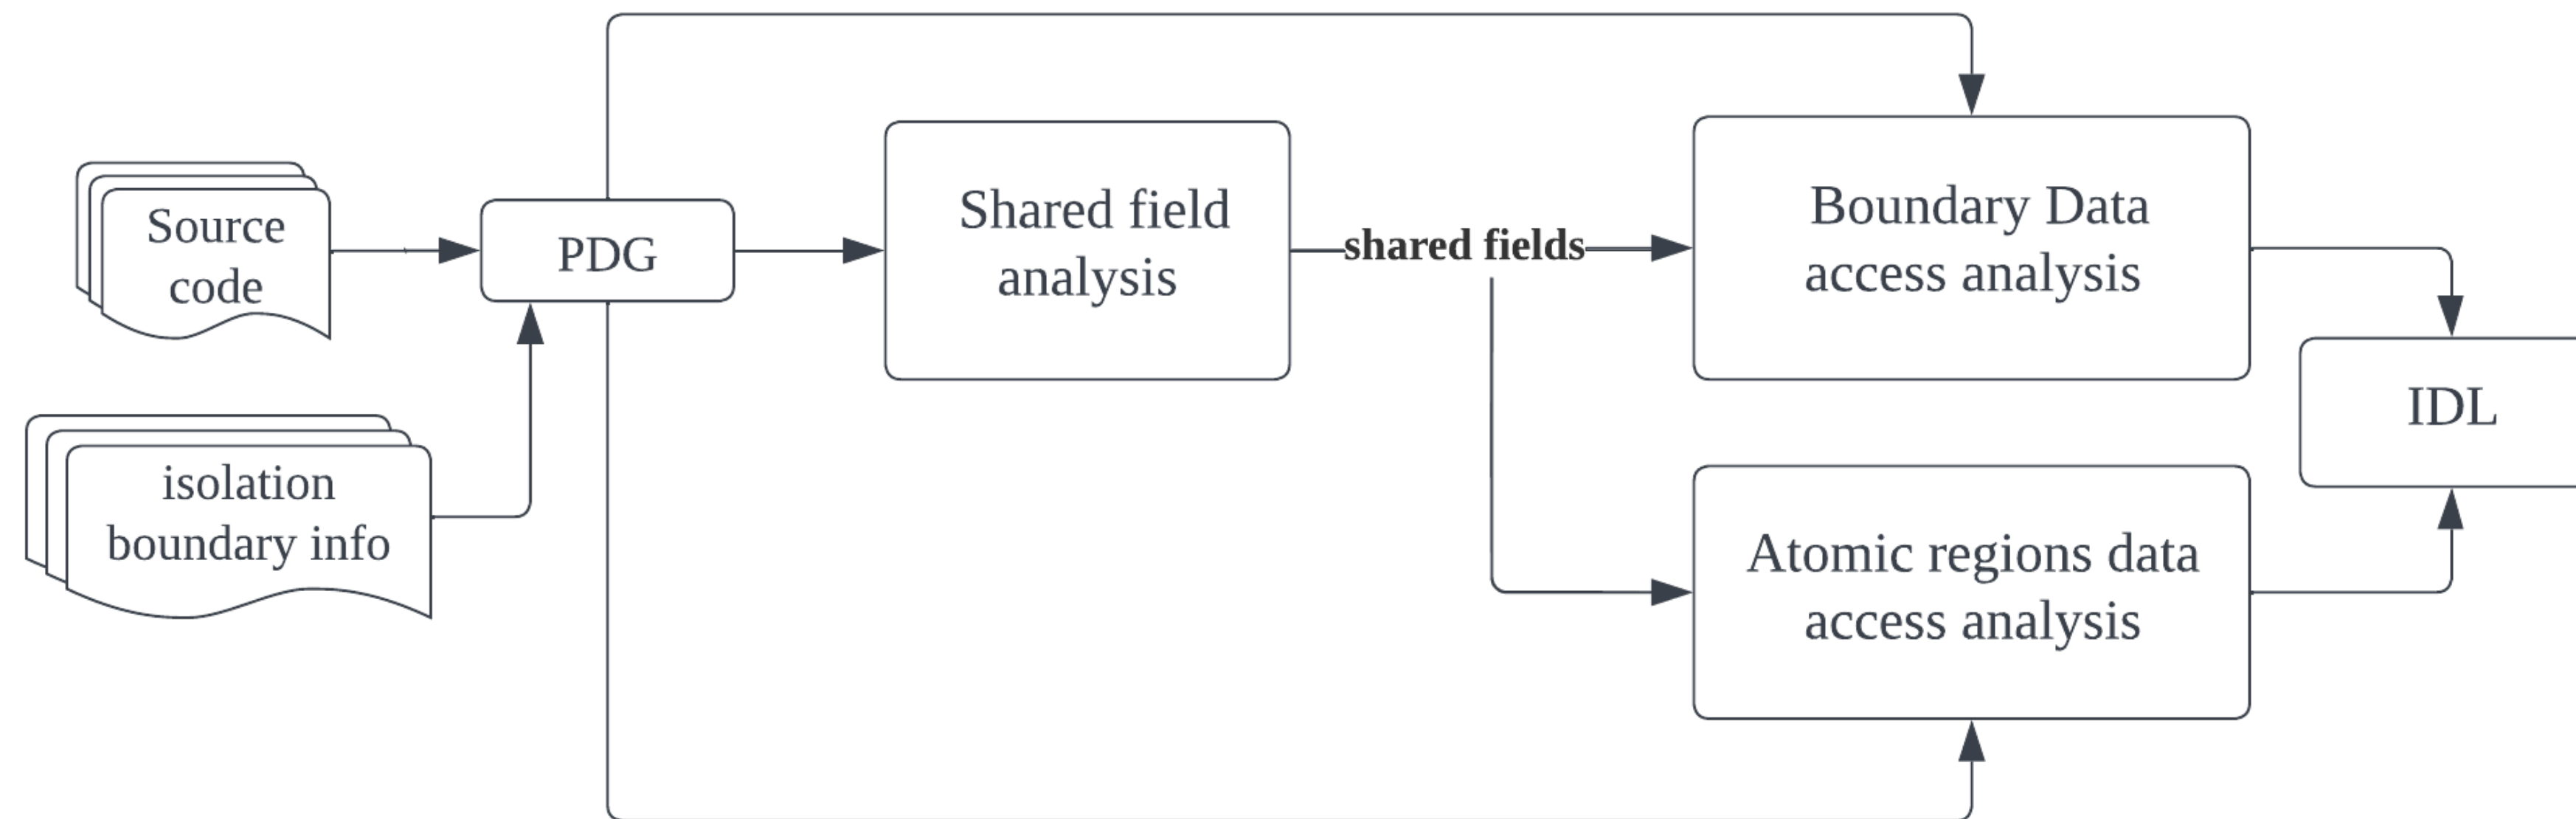 Source
code
isolation
boundary info
PDG
Shared field
analysis
shared fields
Boundary Data
access analysis
Atomic regions data
access analysis
IDL